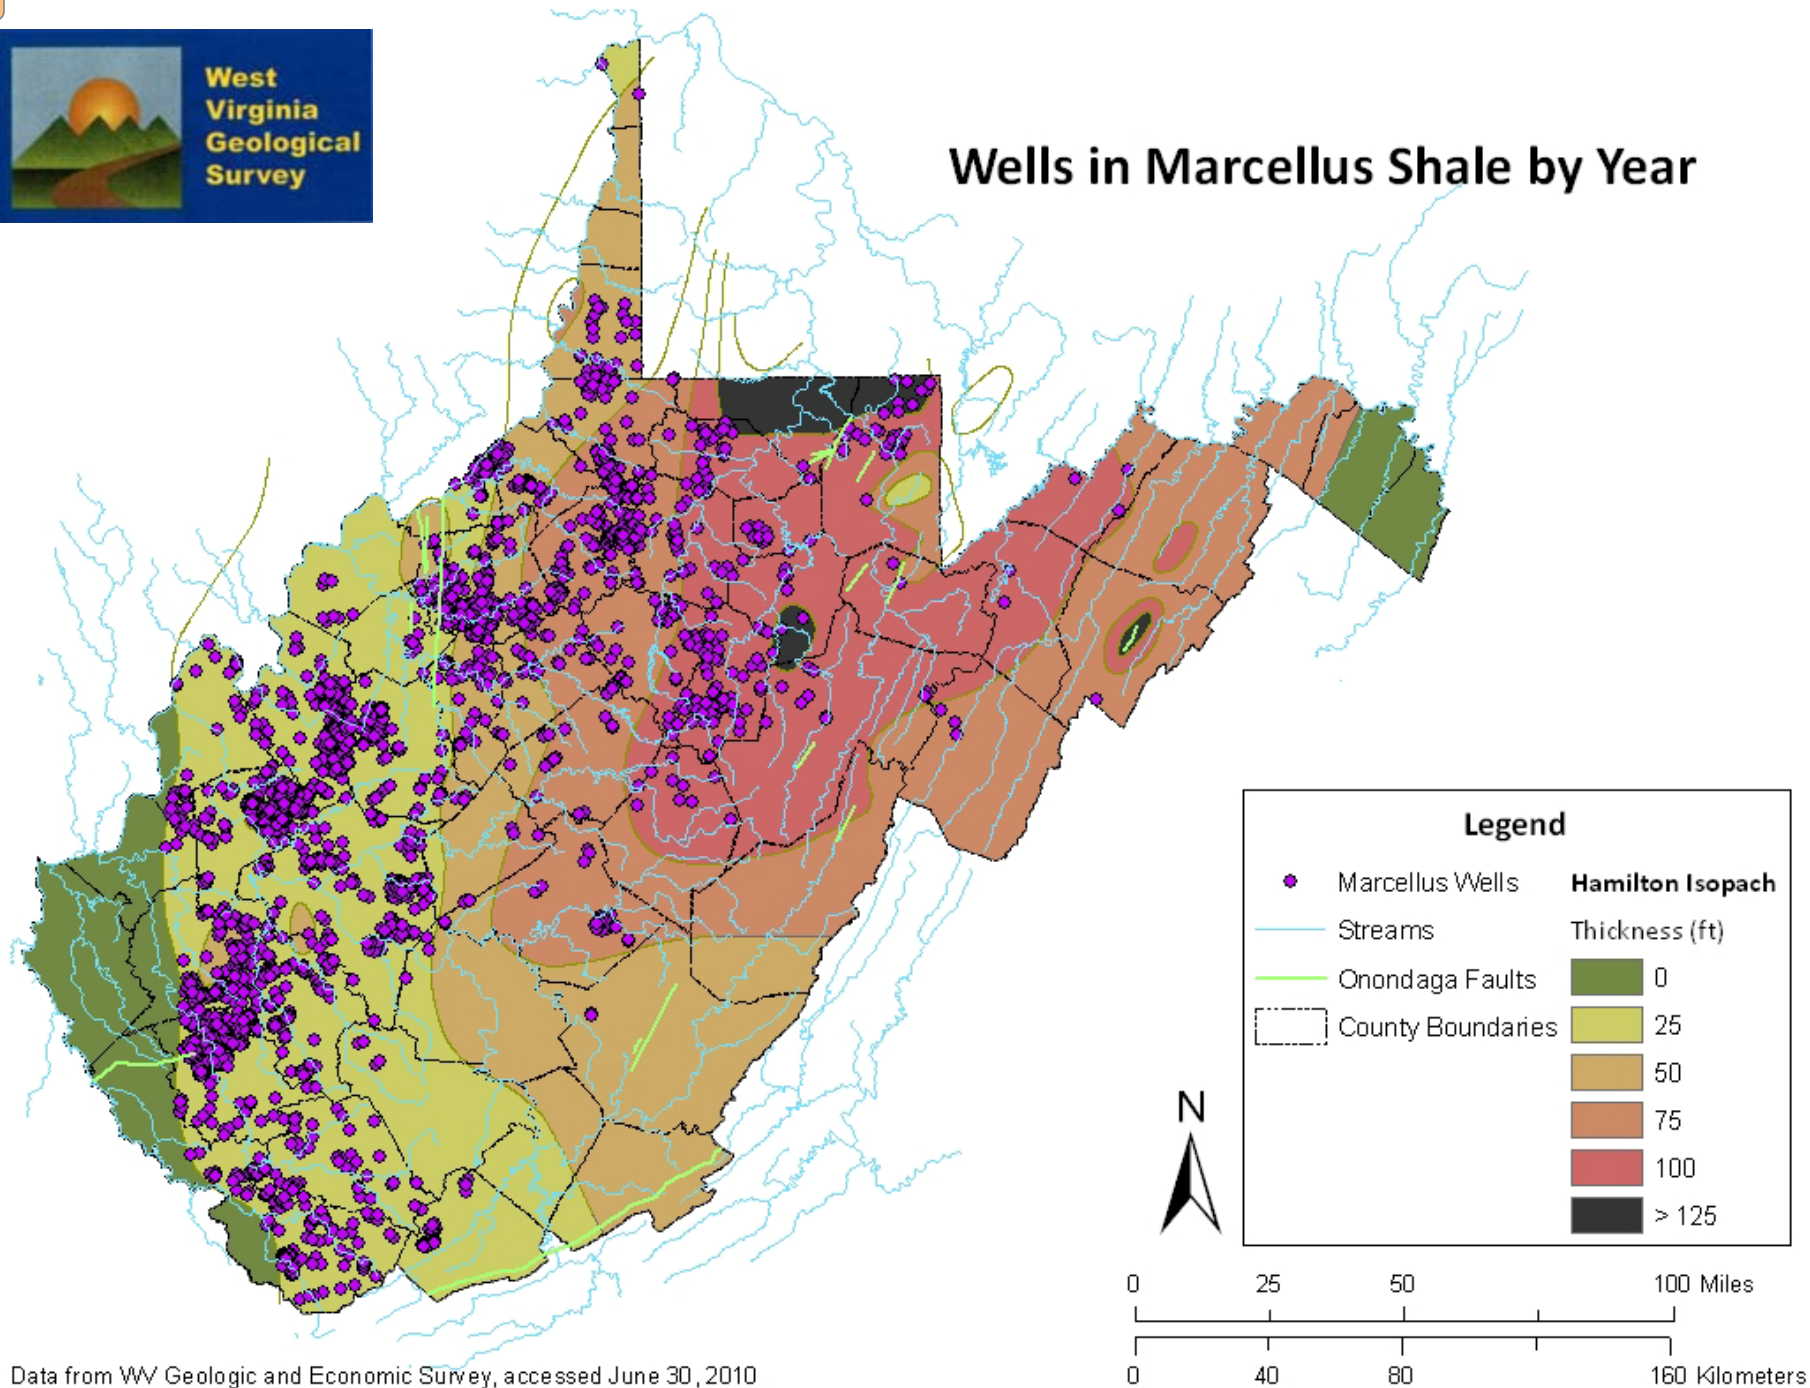 West
Virginia
Geological
Survey
Wells in Marcellus Shale by Year
Legend
Marcellus Wells
Streams
Onondaga Faults
County Boundaries
Hamilton Isopach
Thickness (ft)
0
25
50
75
100
> 125
N
0 25 50 100 Miles
0 40 80 160 Kilometers
Data from WV Geologic and Economic Survey, accessed June 30, 2010